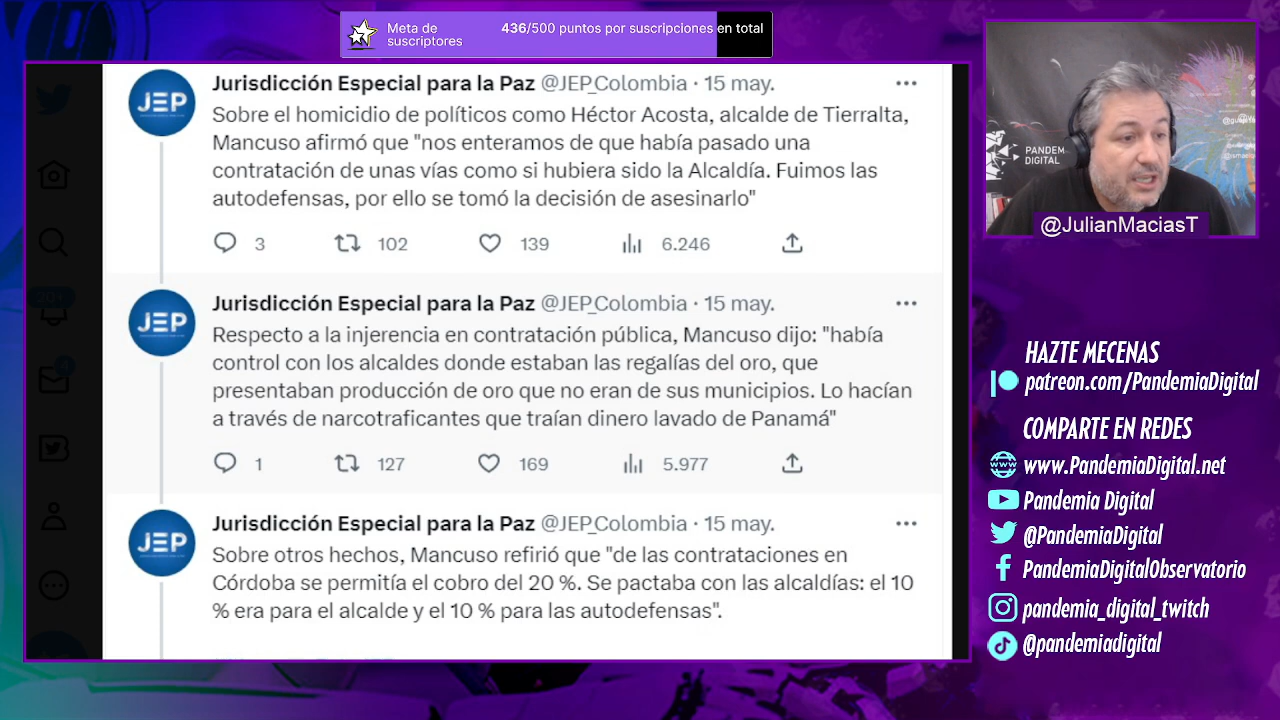 Meta de
suscriptores
436/500 puntos por suscripciones en total
JEP
Jurisdicción Especial para la Paz @JEP_Colombia · 15 may.
Sobre el homicidio de políticos como Héctor Acosta, alcalde de Tierralta,
Mancuso afirmó que "nos enteramos de que había pasado una
contratación de unas vías como si hubiera sido la Alcaldía. Fuimos las
autodefensas, por ello se tomó la decisión de asesinarlo"
3 102 139 6.246
JEP
Jurisdicción Especial para la Paz @JEP_Colombia · 15 may.
Respecto a la injerencia en contratación pública, Mancuso dijo: "había
control con los alcaldes donde estaban las regalías del oro, que
presentaban producción de oro que no eran de sus municipios. Lo hacían
a través de narcotraficantes que traían dinero lavado de Panamá"
1 127 169 5.977
JEP
Jurisdicción Especial para la Paz @JEP_Colombia · 15 may.
Sobre otros hechos, Mancuso refirió que "de las contrataciones en
Córdoba se permitía el cobro del 20 %. Se pactaba con las alcaldías: el 10
% era para el alcalde y el 10 % para las autodefensas".
PANDEM
DIGITAL
@JulianMaciasT
HAZTE MECENAS
patreon.com/PandemiaDigital
COMPARTE EN REDES
www.PandemiaDigital.net
Pandemia Digital
@PandemiaDigital
PandemiaDigitalObservatorio
pandemia_digital_twitch
@pandemiadigital